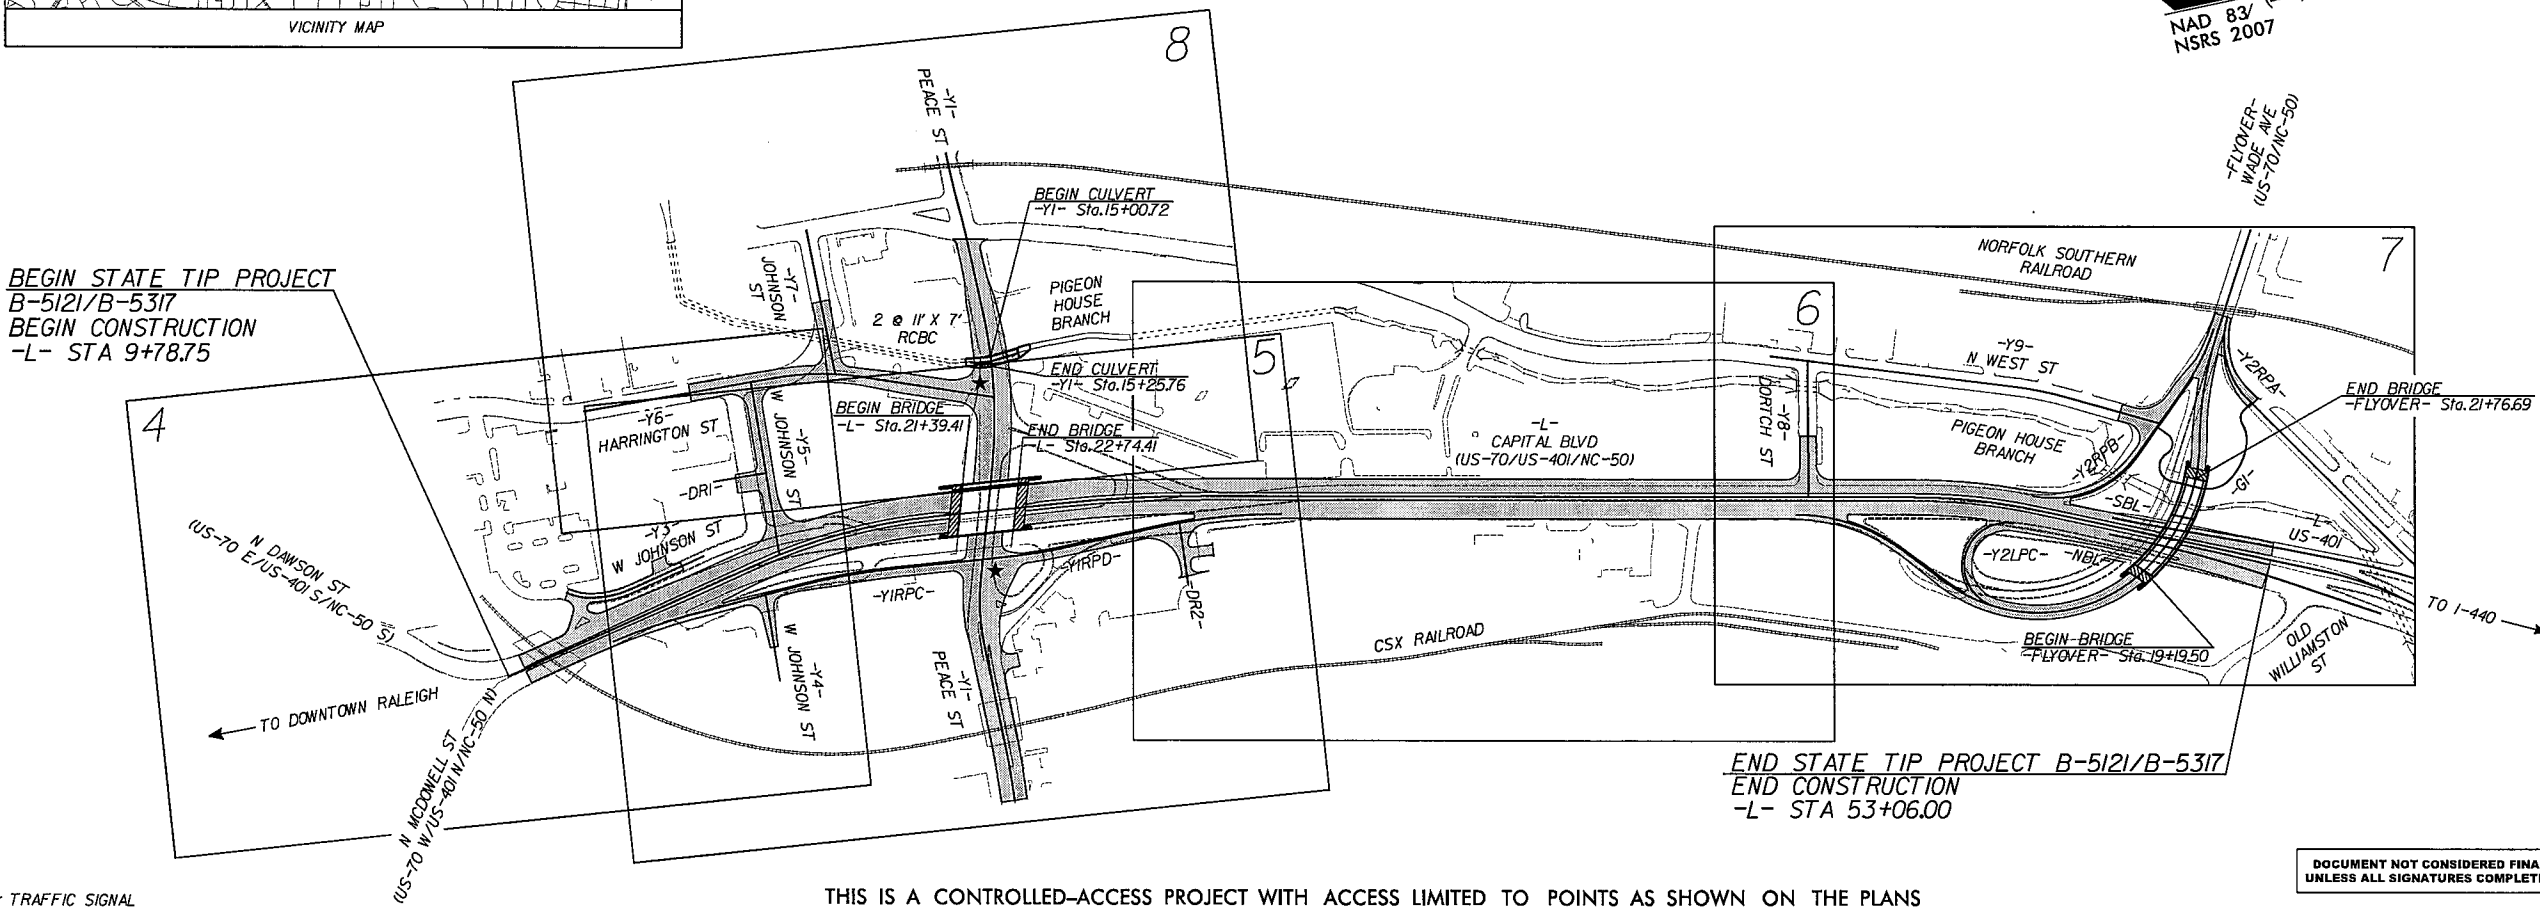 VICINITY MAP
NAD 83/
NSRS 2007
8
-Y1-
PEACE ST
BEGIN CULVERT
-Y1- Sta.15+00.72
-FLYOVER-
WADE AVE
(US-70/NC-50)
BEGIN STATE TIP PROJECT
B-5121/B-5317
BEGIN CONSTRUCTION
-L- STA 9+78.75
-Y7-
JOHNSON
ST
PIGEON
HOUSE
BRANCH
2 @ 11' X 7'
RCBC
NORFOLK SOUTHERN
RAILROAD
7
6
5
END CULVERT
-Y1- Sta.15+25.76
-Y9-
N WEST ST
-Y2RPA-
END BRIDGE
-FLYOVER- Sta.21+76.69
4
-Y6-
HARRINGTON ST
-Y5-
W JOHNSON ST
BEGIN BRIDGE
-L- Sta.21+39.41
END BRIDGE
-L- Sta.22+74.41
-L-
CAPITAL BLVD
(US-70/US-401/NC-50)
-Y8-
DORTCH ST
PIGEON HOUSE
BRANCH
-Y2RPB-
-G1-
-DR1-
-SBL-
-L-
US-401
N DAWSON ST
(US-70 E/US-401 S/NC-50 S)
-Y3-
W JOHNSON ST
-Y1RPD-
-Y1RPC-
-DR2-
-Y2LPC-
-NBL-
TO I-440
CSX RAILROAD
BEGIN BRIDGE
-FLYOVER- Sta.19+19.50
OLD
WILLIAMSTON
ST
-Y4-
W JOHNSON ST
-Y1-
PEACE ST
TO DOWNTOWN RALEIGH
N MCDOWELL ST
(US-70 W/US-401 N/NC-50 N)
END STATE TIP PROJECT B-5121/B-5317
END CONSTRUCTION
-L- STA 53+06.00
DOCUMENT NOT CONSIDERED FINA
UNLESS ALL SIGNATURES COMPLET
TRAFFIC SIGNAL
THIS IS A CONTROLLED-ACCESS PROJECT WITH ACCESS LIMITED TO POINTS AS SHOWN ON THE PLANS